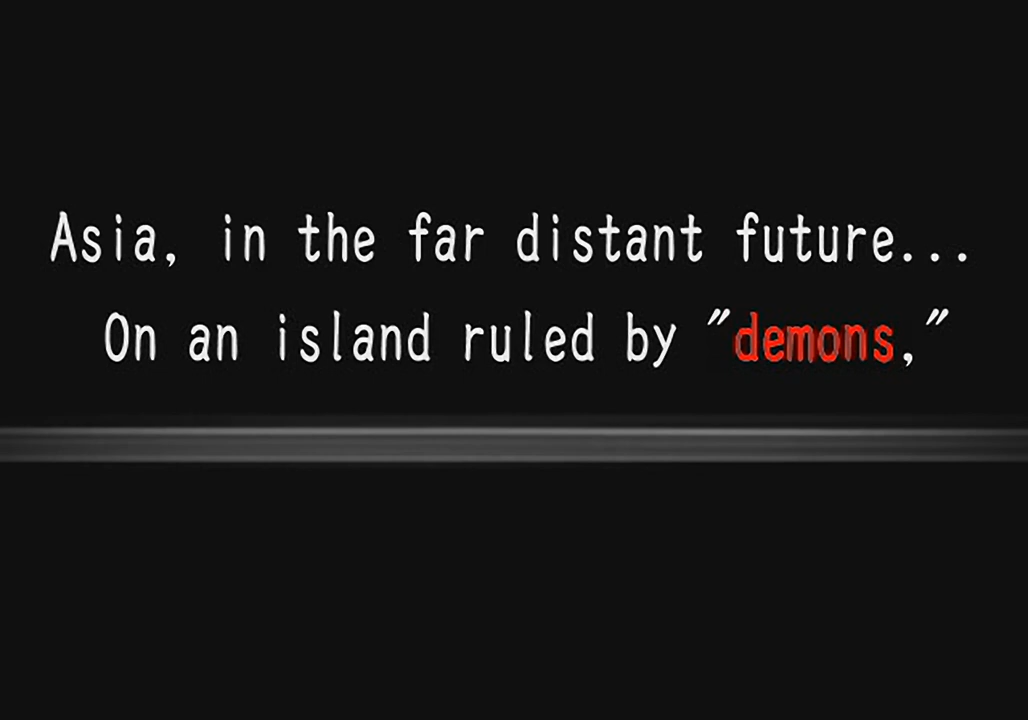 Asia, in the far distant future...
On an island ruled by "demons,"